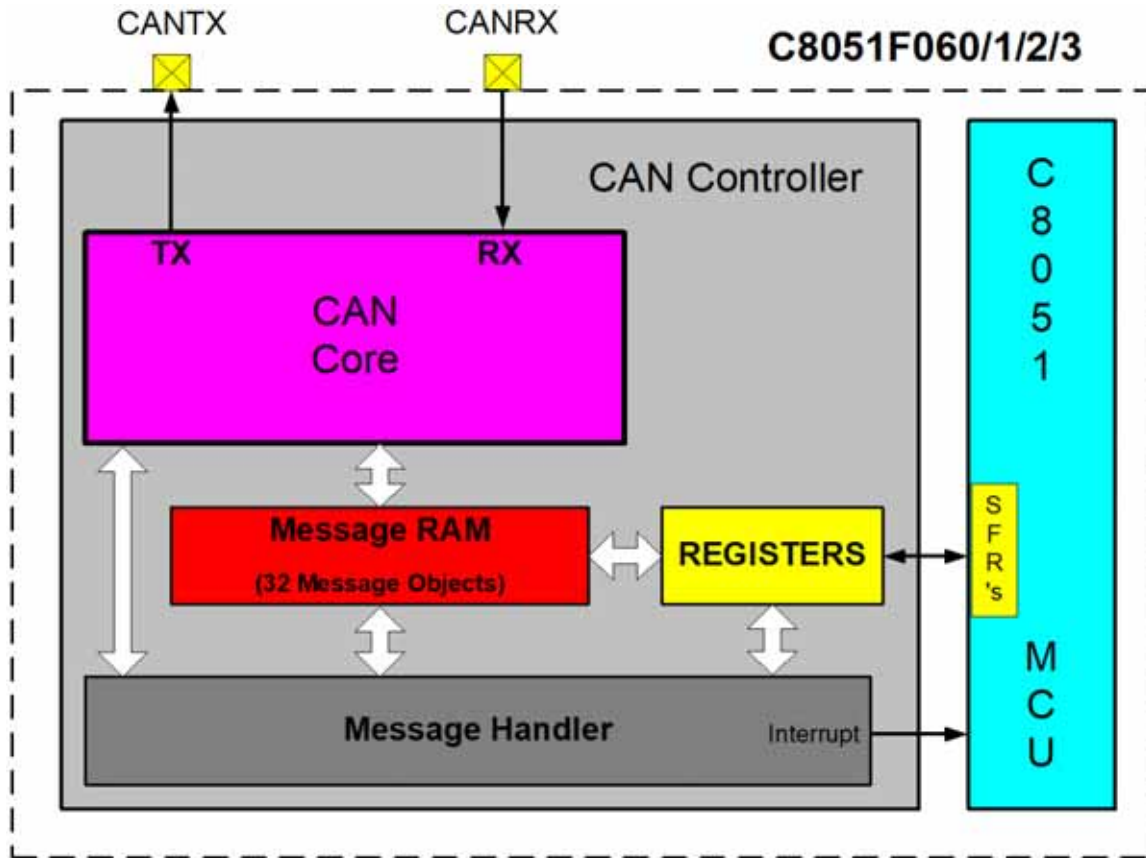 CANTX
CANRX
C8051F060/1/2/3
CAN Controller
TX
RX
CAN
Core
Message RAM
(32 Message Objects)
REGISTERS
Message Handler
Interrupt
C
8
0
5
1
S
F
R
's
M
C
U